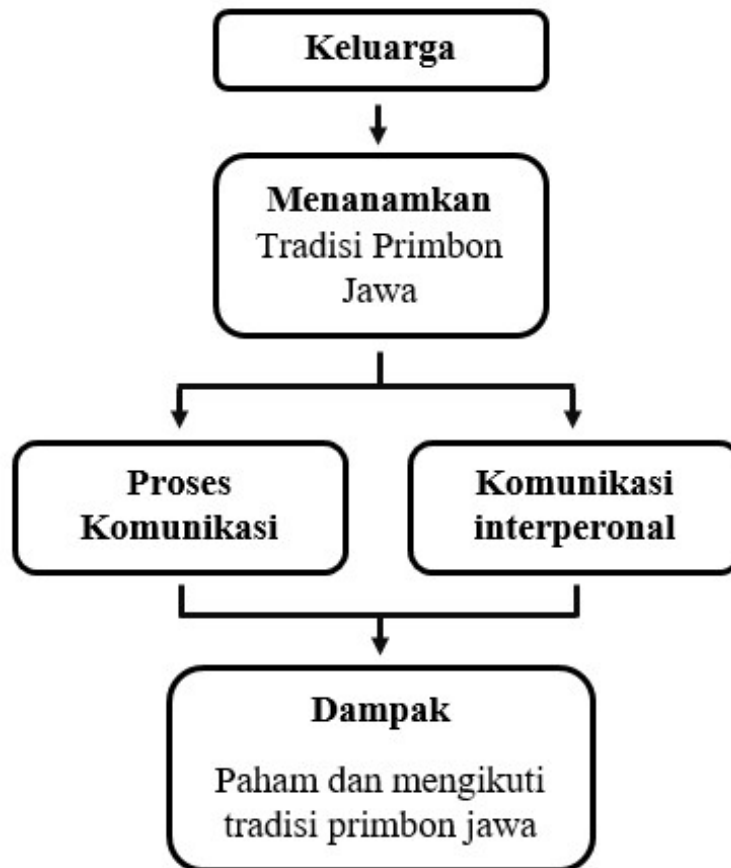 Keluarga
Menanamkan
Tradisi Primbon
Jawa
Proses
Komunikasi
Komunikasi
interperonal
Dampak
Paham dan mengikuti
tradisi primbon jawa